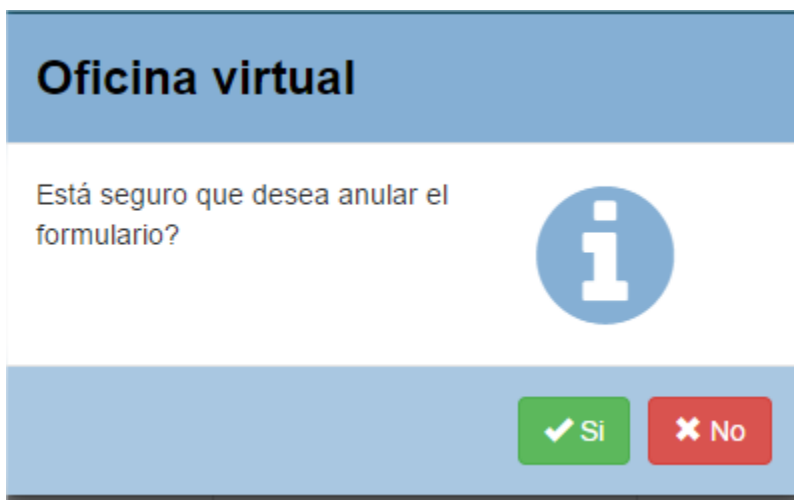 Oficina virtual
Está seguro que desea anular el
formulario?
Si
No